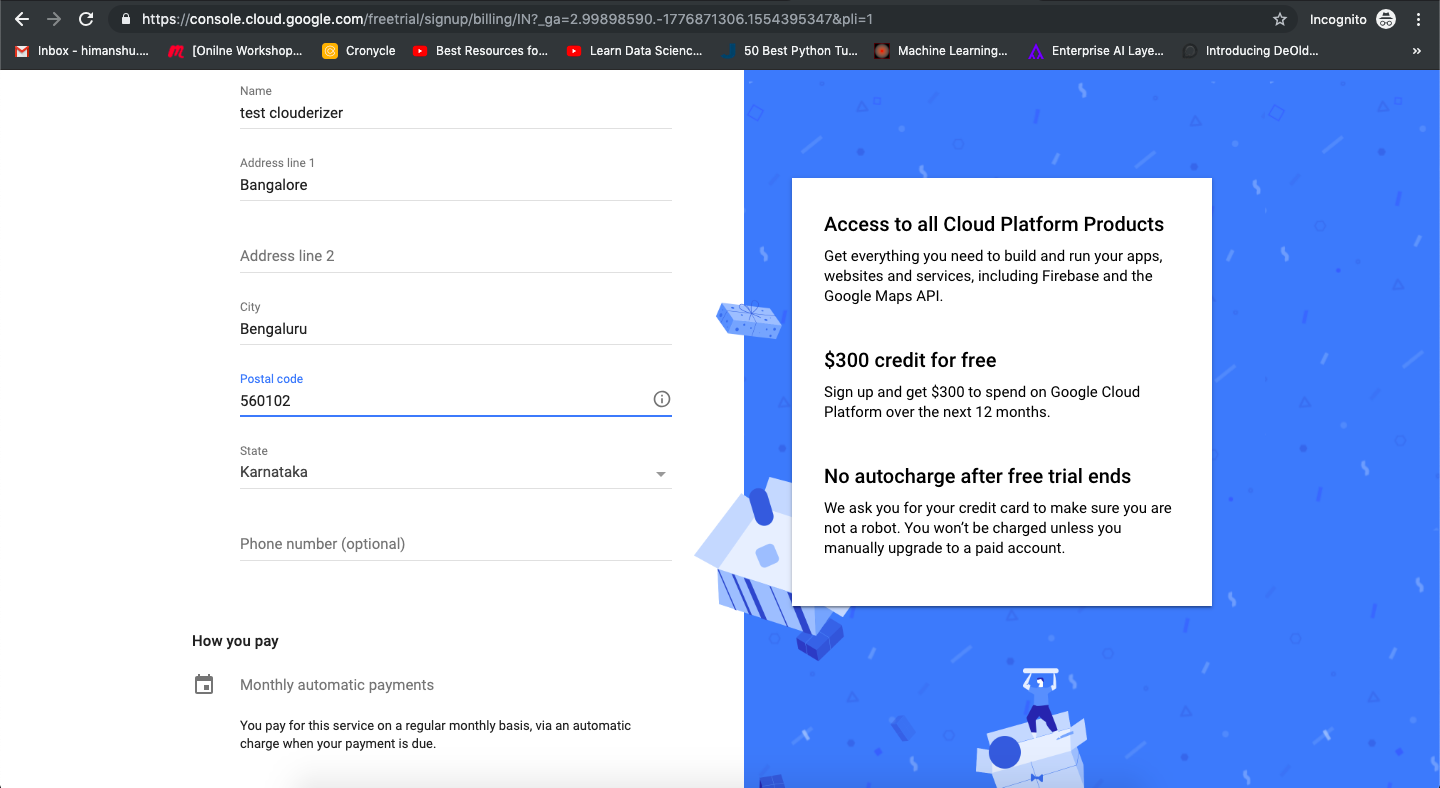 https://console.cloud.google.com/freetrial/signup/billing/IN?_ga=2.99898590.-1776871306.1554395347&pli=1
Incognito
Inbox - himanshu.... [Onilne Workshop... Cronycle Best Resources fo... Learn Data Scienc... 50 Best Python Tu... Machine Learning... Enterprise AI Laye... Introducing DeOld... »
Name
test clouderizer
Address line 1
Bangalore
Address line 2
City
Bengaluru
Postal code
560102
State
Karnataka
Phone number (optional)
How you pay
Monthly automatic payments
You pay for this service on a regular monthly basis, via an automatic
charge when your payment is due.
Access to all Cloud Platform Products
Get everything you need to build and run your apps,
websites and services, including Firebase and the
Google Maps API.
$300 credit for free
Sign up and get $300 to spend on Google Cloud
Platform over the next 12 months.
No autocharge after free trial ends
We ask you for your credit card to make sure you are
not a robot. You won’t be charged unless you
manually upgrade to a paid account.